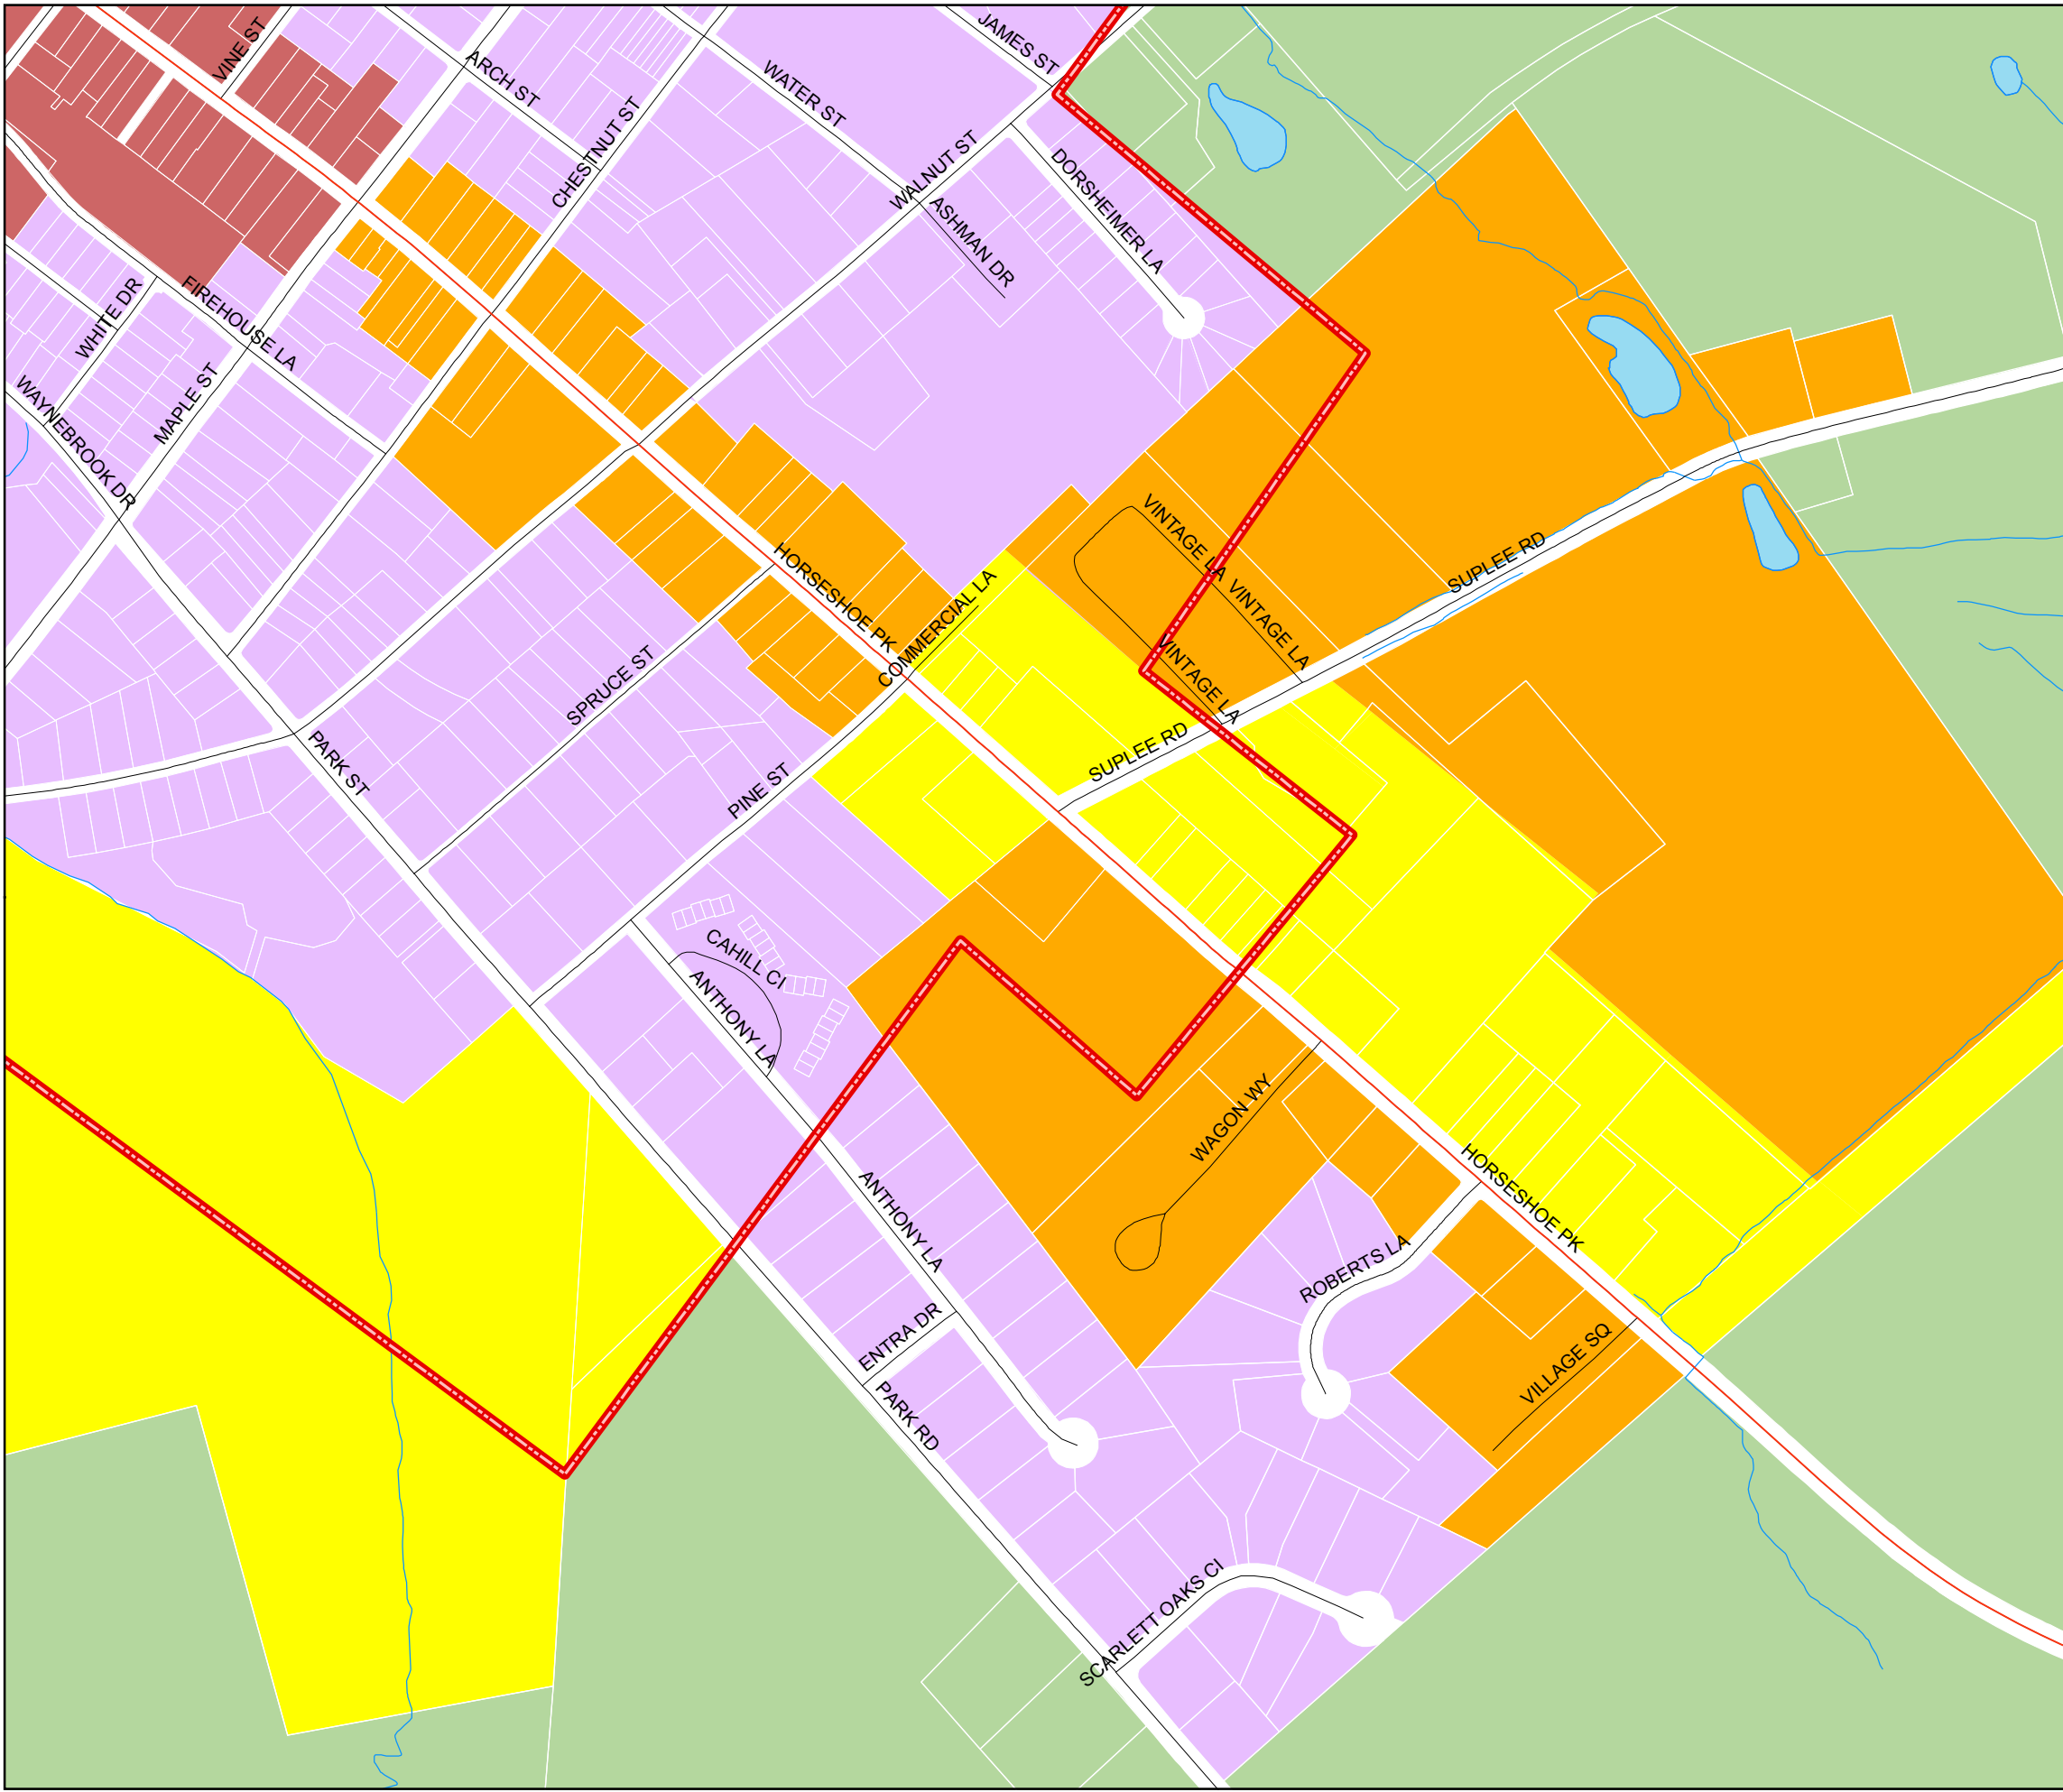 JAMES ST
VINE ST
ARCH ST
WATER ST
CHESTNUT ST
WALNUT ST
DORSHEIMER LA
ASHMAN DR
WHITE DR
FIREHOUSE LA
MAPLE ST
WAYNEBROOK DR
VINTAGE LA
VINTAGE LA
SUPLEE RD
HORSESHOE PK
COMMERCIAL LA
VINTAGE LA
SPRUCE ST
SUPLEE RD
PARK ST
PINE ST
CAHILL CI
ANTHONY LA
WAGON WY
HORSESHOE PK
ANTHONY LA
ROBERTS LA
ENTRA DR
VILLAGE SQ
PARK RD
SCARLETT OAKS CI